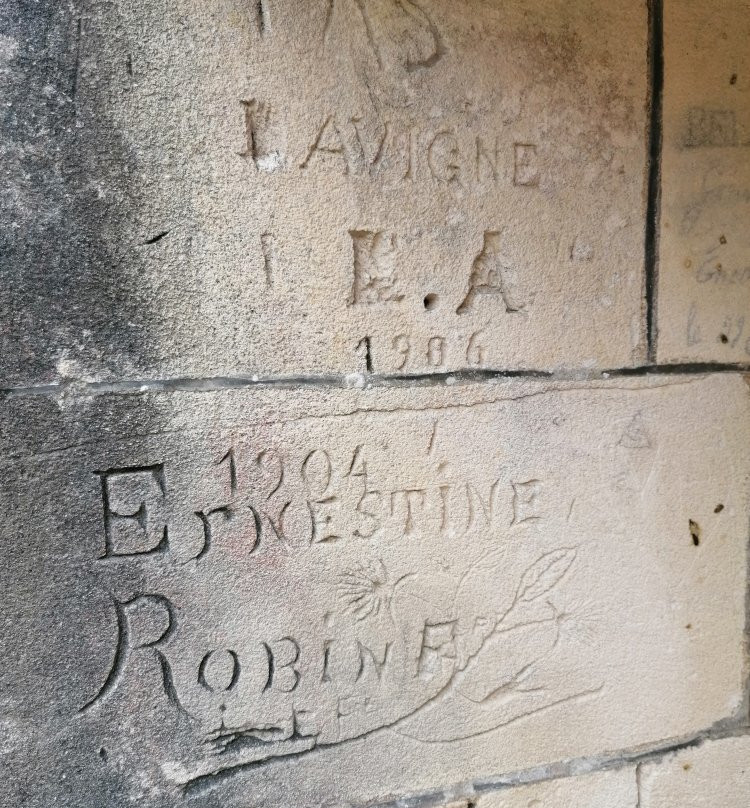 LAVIGNE
E.A
1906
1904
ErNESTiNE
RobiNE